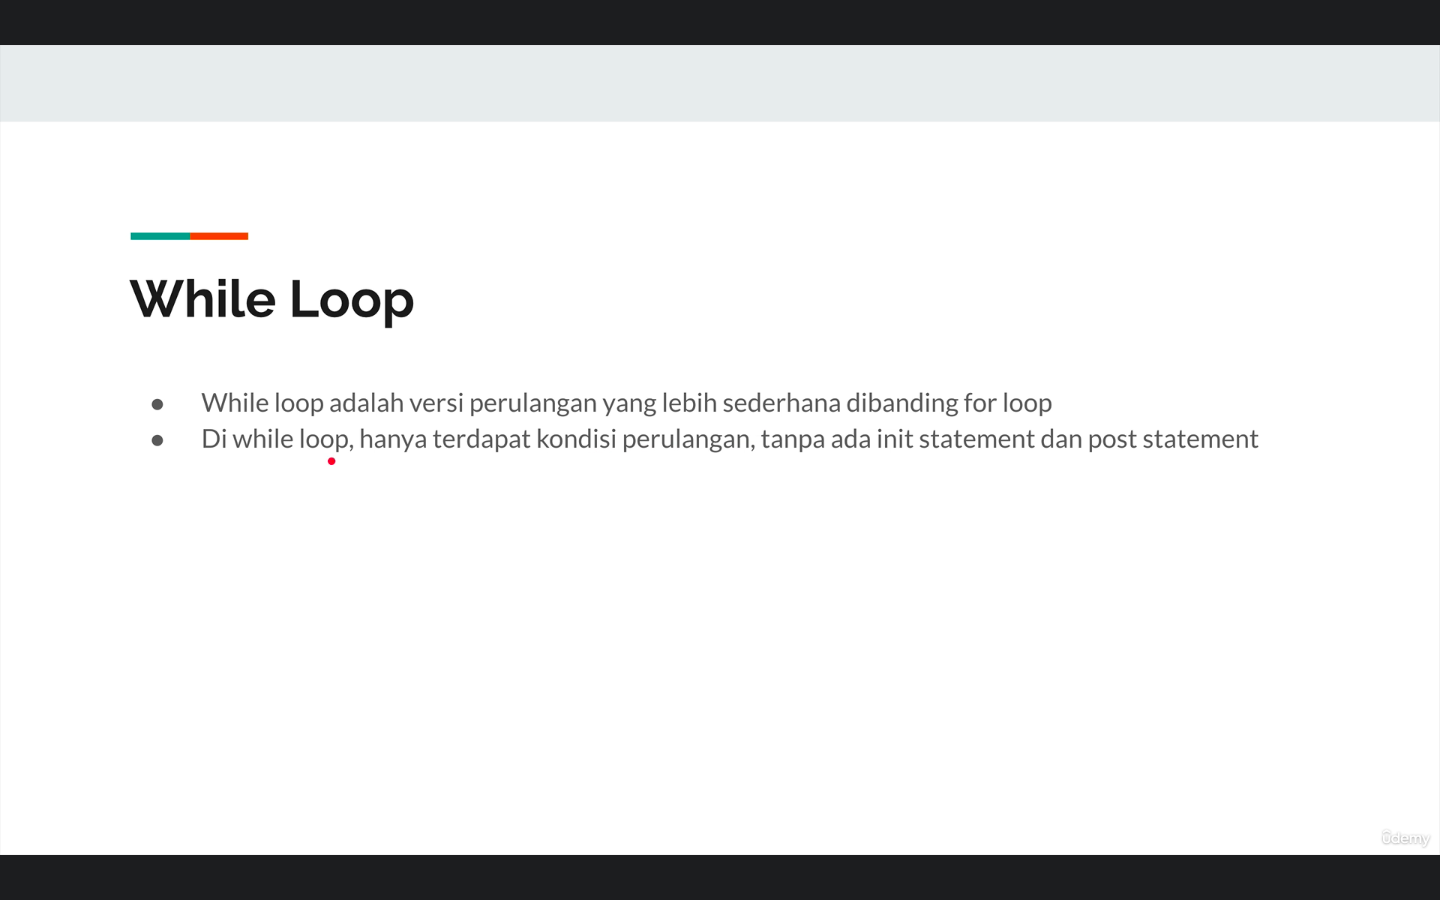 While Loop
● While loop adalah versi perulangan yang lebih sederhana dibanding for loop
● Di while loop, hanya terdapat kondisi perulangan, tanpa ada init statement dan post statement
ûdemy